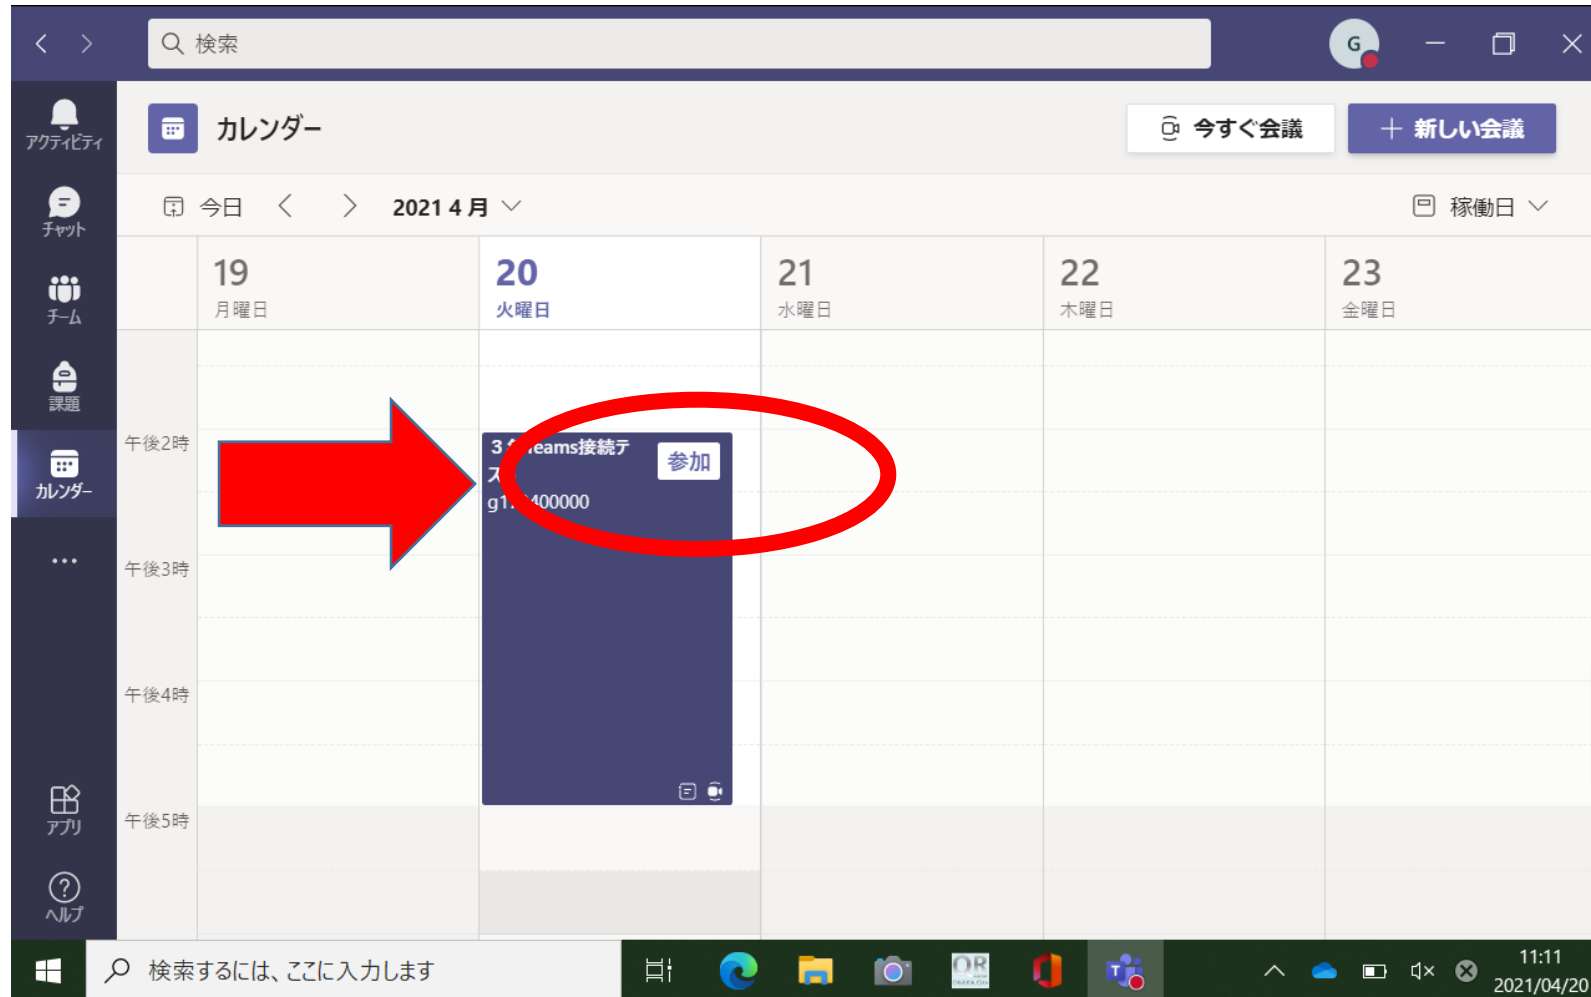 検索
G
アクティビティ
カレンダー
今すぐ会議
新しい会議
チャット
今日
2021 4月
稼働日
19
20
21
22
23
月曜日
火曜日
水曜日
木曜日
金曜日
チーム
課題
午後2時
eams接続テ
参加
カレンダー
400000
午後3時
午後4時
アプリ
午後5時
ヘルプ
検索するには、ここに入力します
QR
11:11
2021/04/20